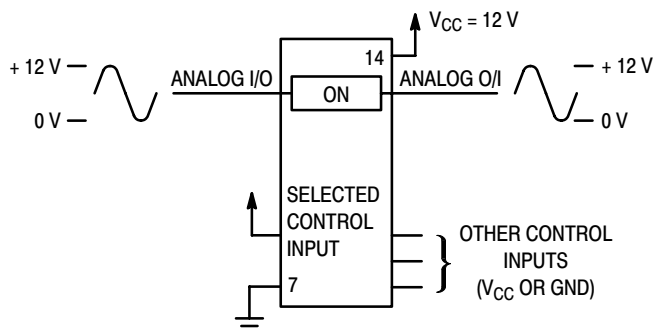 V_CC = 12 V
14
+ 12 V
ANALOG I/O
ON
ANALOG O/I
+ 12 V
0 V
0 V
SELECTED
CONTROL
INPUT
OTHER CONTROL
INPUTS
(V_CC OR GND)
7